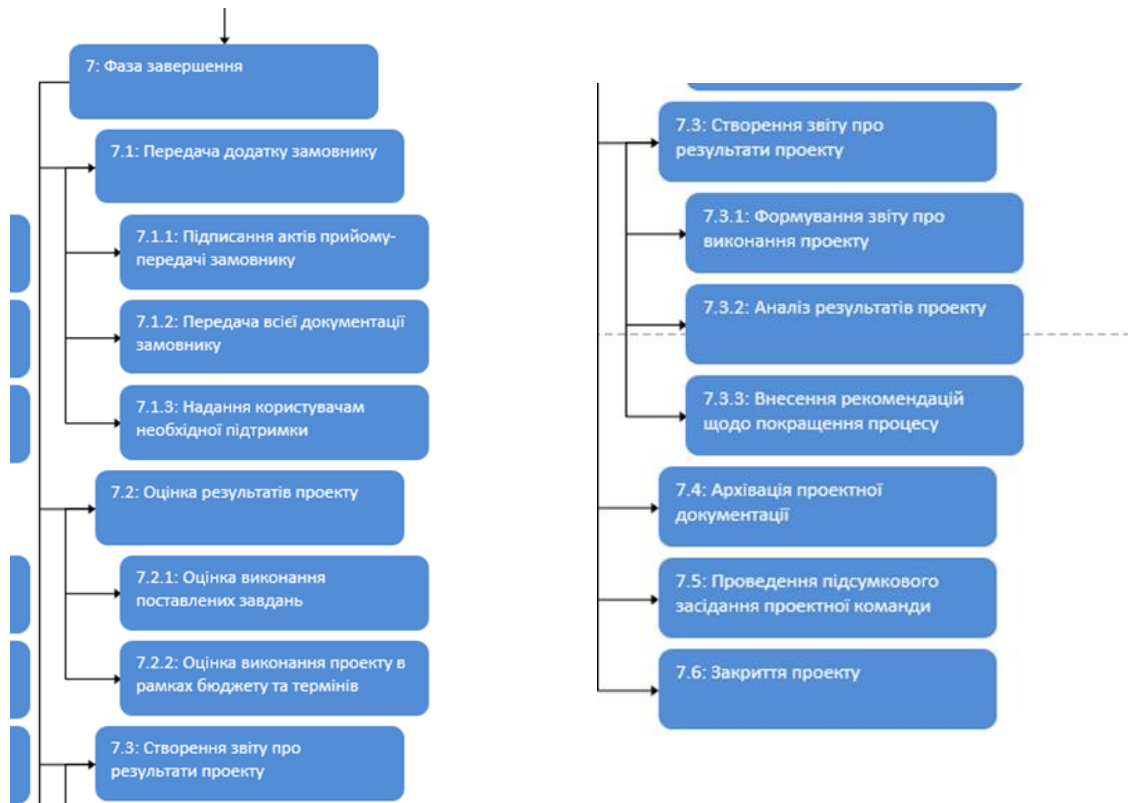 7: Фаза завершення
7.1: Передача додатку замовнику
7.1.1: Підписання актів прийому-
передачі замовнику
7.1.2: Передача всієї документації
замовнику
7.1.3: Надання користувачам
необхідної підтримки
7.2: Оцінка результатів проекту
7.2.1: Оцінка виконання
поставлених завдань
7.2.2: Оцінка виконання проекту в
рамках бюджету та термінів
7.3: Створення звіту про
результати проекту
7.3: Створення звіту про
результати проекту
7.3.1: Формування звіту про
виконання проекту
7.3.2: Аналіз результатів проекту
7.3.3: Внесення рекомендацій
щодо покращення процесу
7.4: Архівація проектної
документації
7.5: Проведення підсумкового
засідання проектної команди
7.6: Закриття проекту